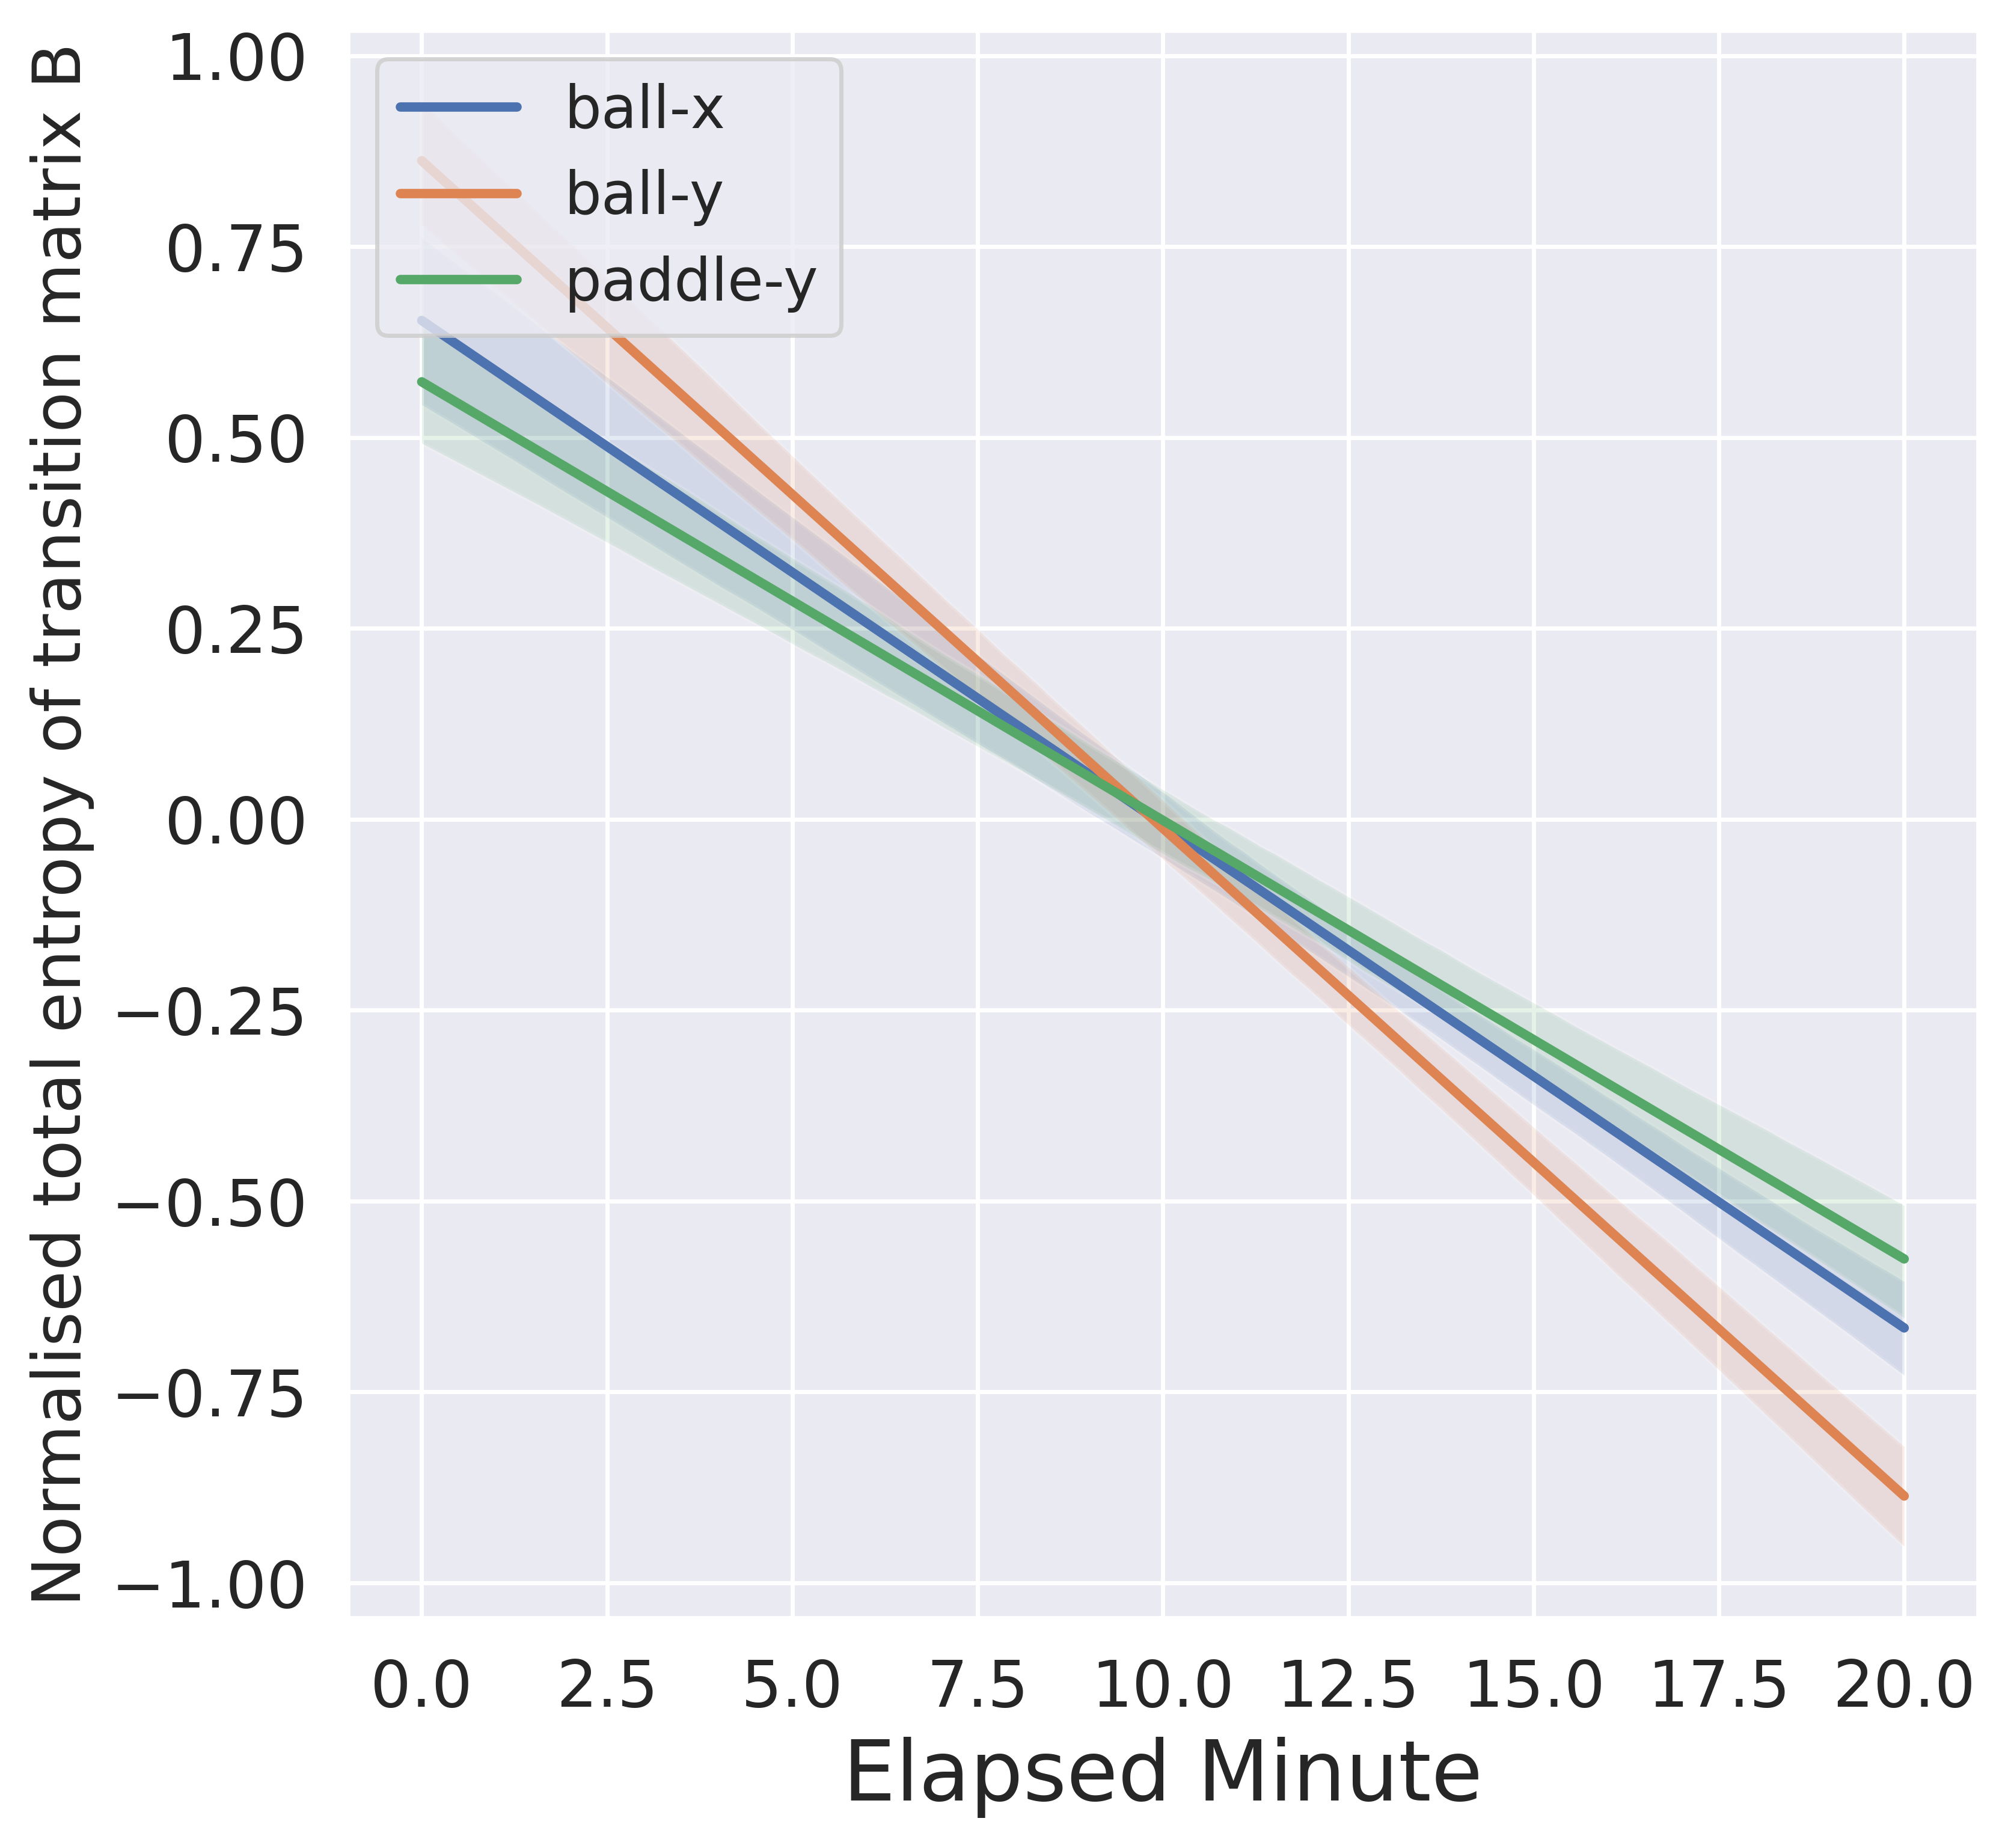 Normalised total entropy of transition matrix B
1.00
0.75
0.50
0.25
0.00
−0.25
−0.50
−0.75
−1.00
ball-x
ball-y
paddle-y
0.0 2.5 5.0 7.5 10.0 12.5 15.0 17.5 20.0
Elapsed Minute